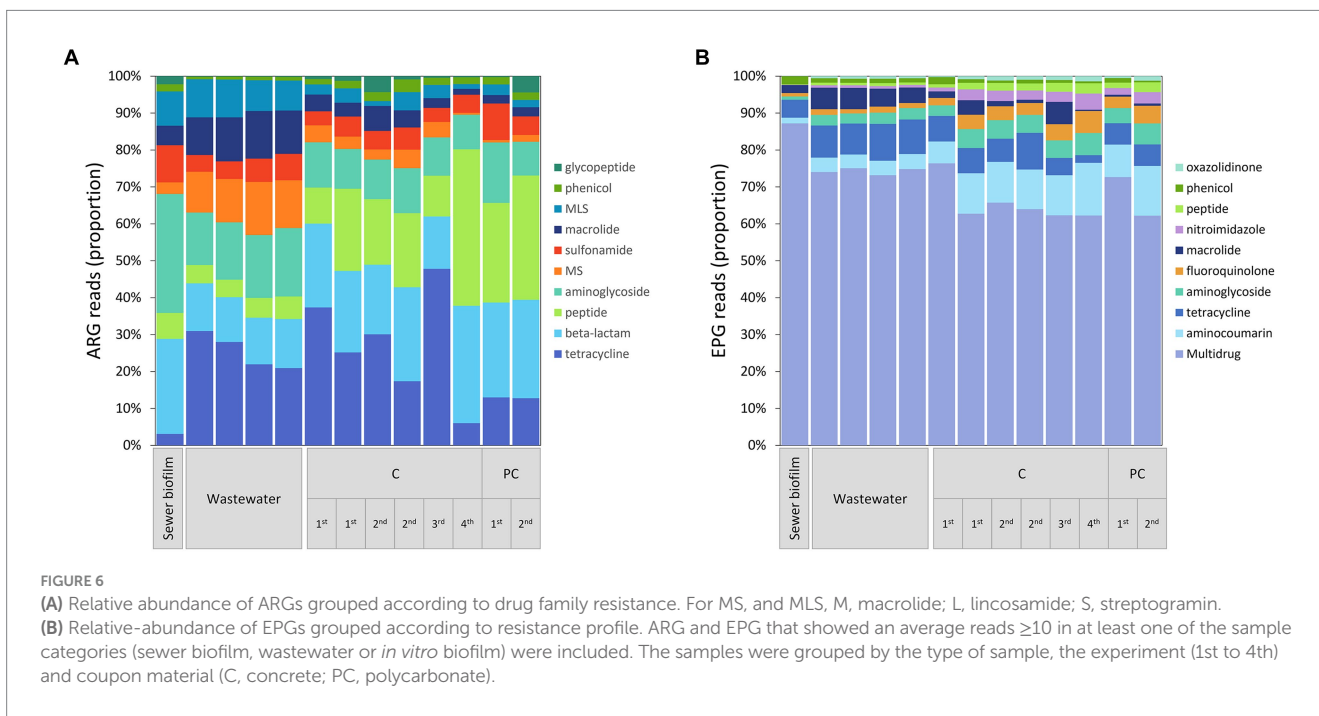 A
ARG reads (proportion)
100%
90%
80%
70%
60%
50%
40%
30%
20%
10%
0%
glycopeptide
phenicol
MLS
macrolide
sulfonamide
MS
aminoglycoside
peptide
beta-lactam
tetracycline
Sewer biofilm
Wastewater
C
PC
1st 1st 2nd 2nd 3rd 4th 1st 2nd
B
EPG reads (proportion)
100%
90%
80%
70%
60%
50%
40%
30%
20%
10%
0%
oxazolidinone
phenicol
peptide
nitroimidazole
macrolide
fluoroquinolone
aminoglycoside
tetracycline
aminocoumarin
Multidrug
Sewer biofilm
Wastewater
C
PC
1st 1st 2nd 2nd 3rd 4th 1st 2nd
FIGURE 6
(A) Relative abundance of ARGs grouped according to drug family resistance. For MS, and MLS, M, macrolide; L, lincosamide; S, streptogramin.
(B) Relative-abundance of EPGs grouped according to resistance profile. ARG and EPG that showed an average reads ≥10 in at least one of the sample
categories (sewer biofilm, wastewater or in vitro biofilm) were included. The samples were grouped by the type of sample, the experiment (1st to 4th)
and coupon material (C, concrete; PC, polycarbonate).